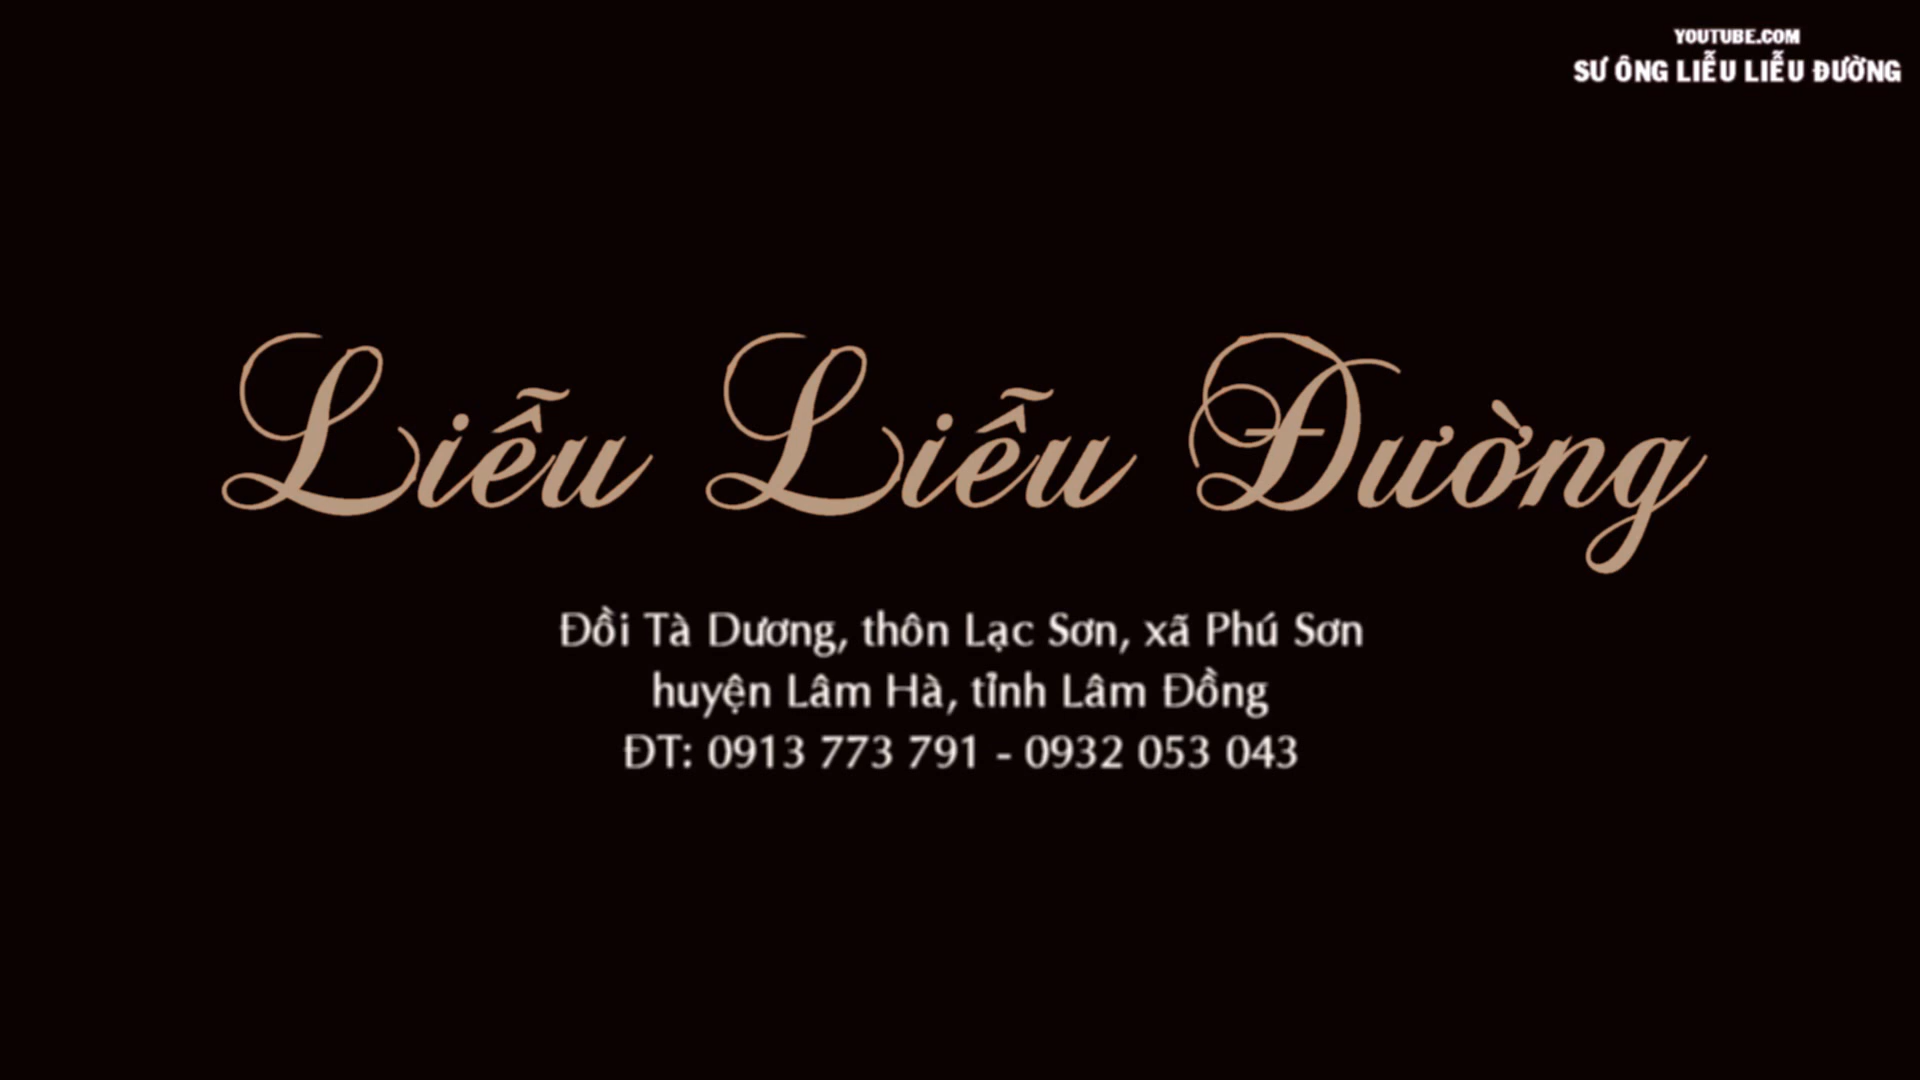 YOUTUBE.COM
SƯ ÔNG LIỄU LIỄU ĐƯỜNG
Liễu Liễu Đường
Đồi Tà Dương, thôn Lạc Sơn, xã Phú Sơn
huyện Lâm Hà, tỉnh Lâm Đồng
ĐT: 0913 773 791 - 0932 053 043